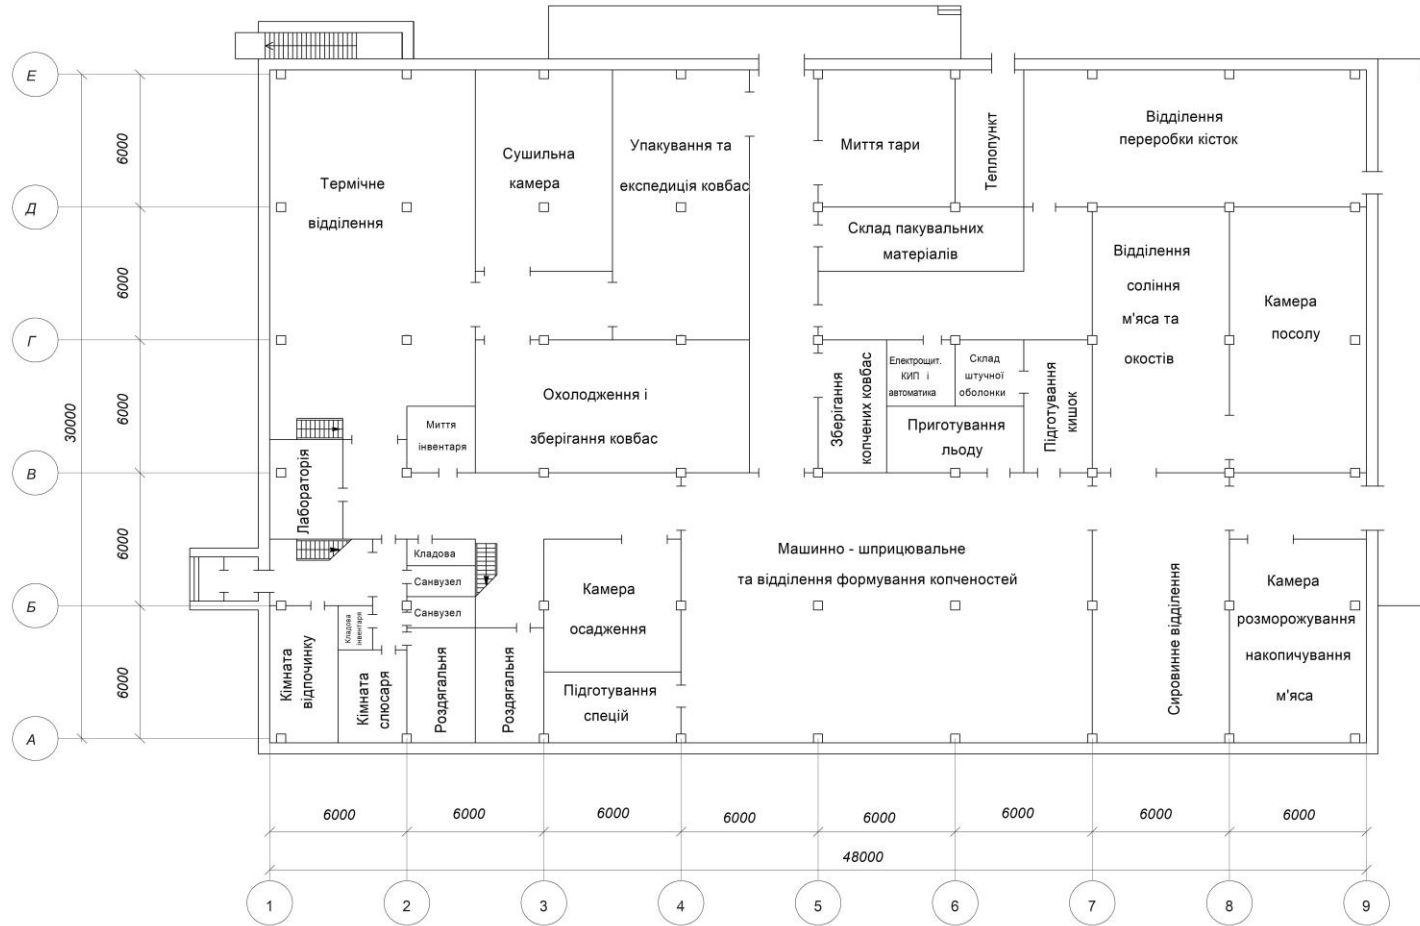 Е
Д
Г
В
Б
А
6000
6000
6000
6000
6000
30000
Термічне
відділення
Сушильна
камера
Упакування та
експедиція ковбас
Миття тари
Теплопункт
Відділення
переробки кісток
Склад пакувальних
матеріалів
Відділення
соління
м'яса та
окостів
Камера
посолу
Охолодження і
зберігання ковбас
Миття
інвентаря
Зберігання
копчених ковбас
Електрощит.
КИП і
автоматика
Склад
штучної
оболонки
Приготування
льоду
Підготування
кишок
Лабораторія
Кладова
Санвузел
Санвузел
Кладова
інвентаря
Кімната
відпочинку
Кімната
слюсаря
Роздягальня
Роздягальня
Камера
осадження
Підготування
спецій
Машинно - шприцювальне
та відділення формування копченостей
Сировинне відділення
Камера
розморожування
накопичування
м'яса
6000
6000
6000
6000
6000
6000
6000
6000
48000
1
2
3
4
5
6
7
8
9